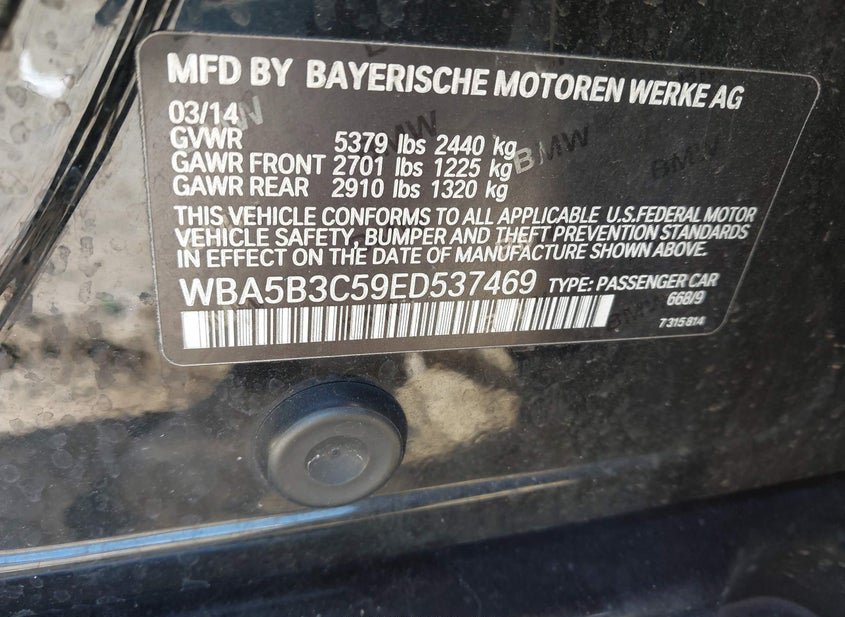 MFD BY BAYERISCHE MOTOREN WERKE AG
03/14
GVWR 5379 lbs 2440 kg
GAWR FRONT 2701 lbs 1225 kg
GAWR REAR 2910 lbs 1320 kg
THIS VEHICLE CONFORMS TO ALL APPLICABLE U.S.FEDERAL MOTOR
VEHICLE SAFETY, BUMPER AND THEFT PREVENTION STANDARDS
IN EFFECT ON THE DATE OF MANUFACTURE SHOWN ABOVE.
WBA5B3C59ED537469 TYPE: PASSENGER CAR
668/9
7 315 814
BMW
BMW
BMW